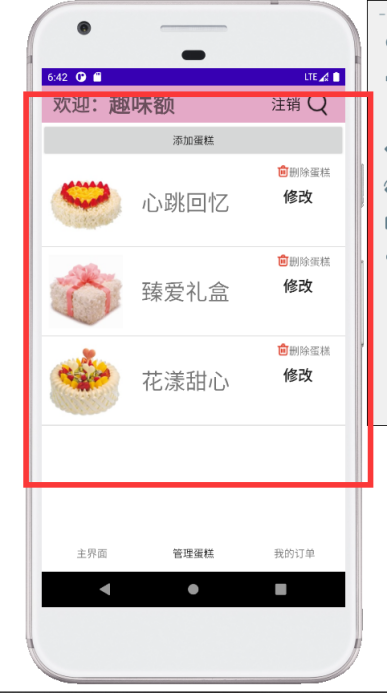 6:42 LTE
欢迎：趣味额 注销
添加蛋糕
删除蛋糕
心跳回忆 修改
删除蛋糕
臻爱礼盒 修改
删除蛋糕
花漾甜心 修改
主界面 管理蛋糕 我的订单